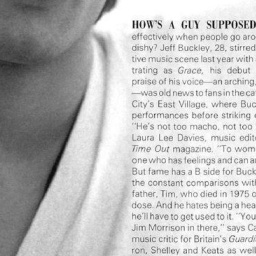 HOW'S A GUY SUPPOSED
effectively when people go aro
dishy? Jeff Buckley, 28, stirred
tive music scene last year with
trating as Grace, his debut
praise of his voice—an arching,
—was old news to fans in the ca
City's East Village, where Buc
performances before striking
"He's not too macho, not too
Laura Lee Davies, music edito
Time Out magazine. "To wom
one who has feelings and can a
But fame has a B side for Buck
the constant comparisons with
father, Tim, who died in 1975 o
dose. And he hates being a hea
he'll have to get used to it. "You
Jim Morrison in there," says Ca
music critic for Britain's Guardi
ron, Shelley and Keats as well